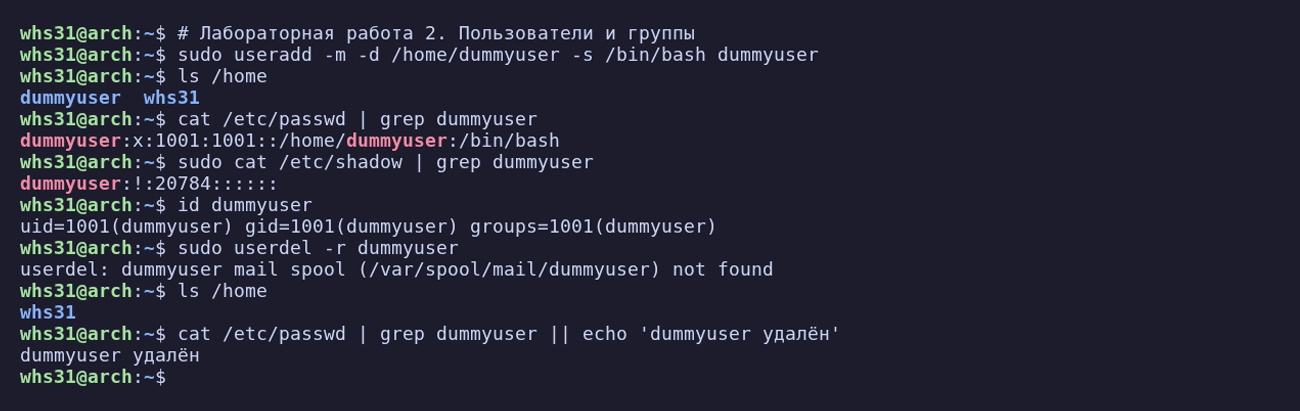 whs31@arch:~$ # Лабораторная работа 2. Пользователи и группы
whs31@arch:~$ sudo useradd -m -d /home/dummyuser -s /bin/bash dummyuser
whs31@arch:~$ ls /home
dummyuser  whs31
whs31@arch:~$ cat /etc/passwd | grep dummyuser
dummyuser:x:1001:1001::/home/dummyuser:/bin/bash
whs31@arch:~$ sudo cat /etc/shadow | grep dummyuser
dummyuser:!:20784::::::
whs31@arch:~$ id dummyuser
uid=1001(dummyuser) gid=1001(dummyuser) groups=1001(dummyuser)
whs31@arch:~$ sudo userdel -r dummyuser
userdel: dummyuser mail spool (/var/spool/mail/dummyuser) not found
whs31@arch:~$ ls /home
whs31
whs31@arch:~$ cat /etc/passwd | grep dummyuser || echo 'dummyuser удалён'
dummyuser удалён
whs31@arch:~$